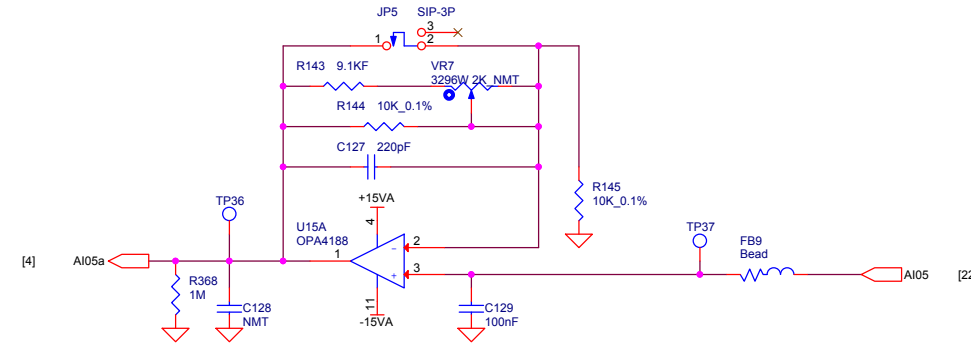 JP5 SIP-3P
3
1 2
R143 9.1KF VR7
3296W 2K_NMT
R144 10K_0.1%
C127 220pF
R145
10K_0.1%
TP36 +15VA
4
U15A
OPA4188
TP37
FB9
Bead
1 - 2
+ 3
[4] AI05a AI05 [22
R368
1M
C128
NMT
11
-15VA
C129
100nF